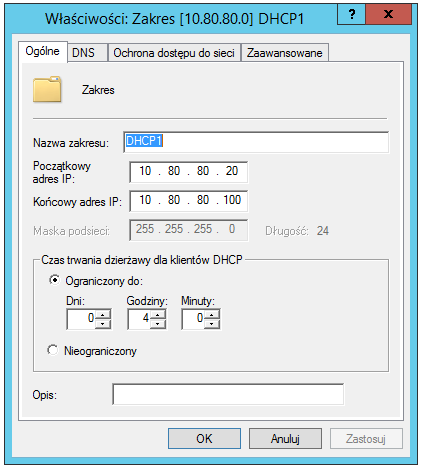 Właściwości: Zakres [10.80.80.0] DHCP1
? x
Ogólne DNS Ochrona dostępu do sieci Zaawansowane
Zakres
Nazwa zakresu: DHCP1
Początkowy adres IP: 10 . 80 . 80 . 20
Końcowy adres IP: 10 . 80 . 80 . 100
Maska podsieci: 255 . 255 . 255 . 0 Długość: 24
Czas trwania dzierżawy dla klientów DHCP
Ograniczony do:
Dni: Godziny: Minuty:
0 4 0
Nieograniczony
Opis:
OK Anuluj Zastosuj